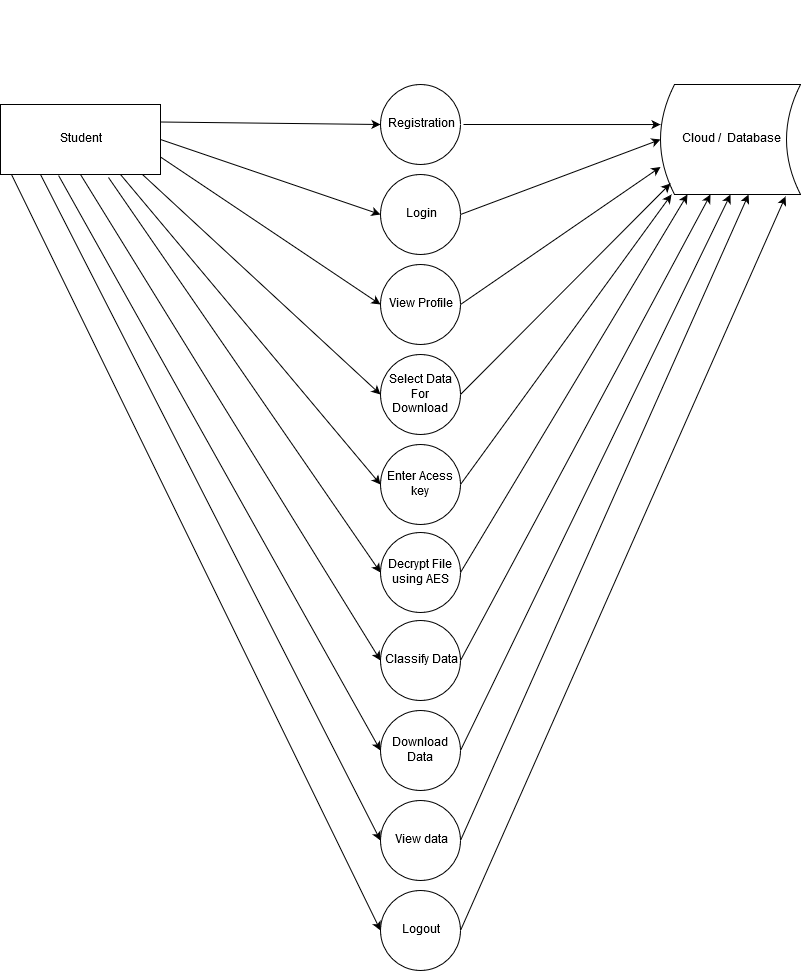 Student
Registration
Cloud / Database
Login
View Profile
Select Data
For
Download
Enter Acess
key
Decrypt File
using AES
Classify Data
Download
Data
View data
Logout